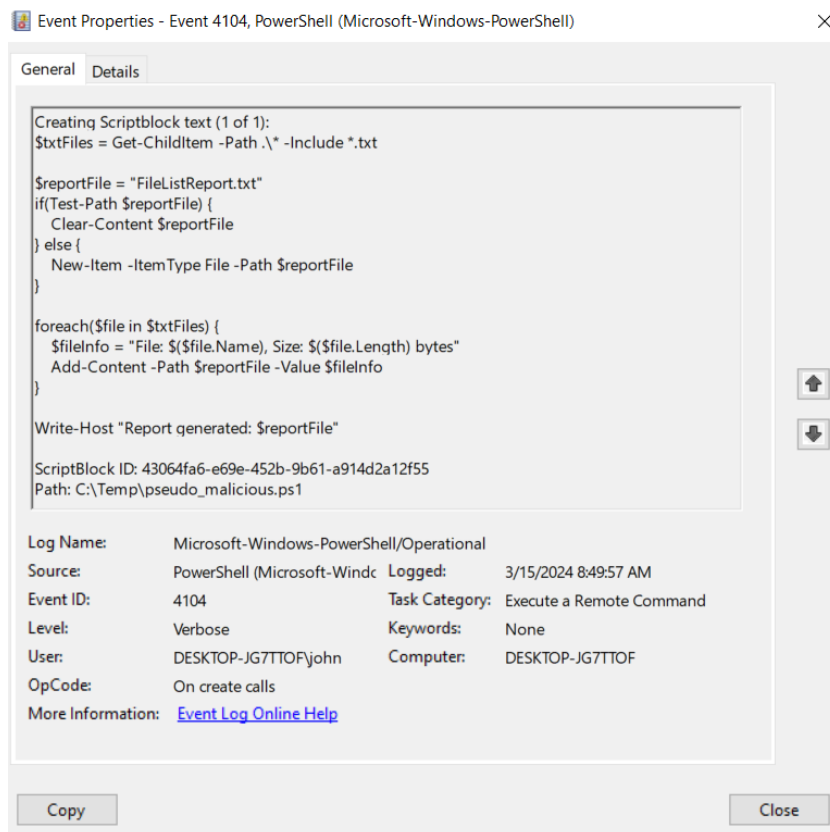 Event Properties - Event 4104, PowerShell (Microsoft-Windows-PowerShell)
General Details
Creating Scriptblock text (1 of 1):
$txtFiles = Get-ChildItem -Path .\* -Include *.txt
$reportFile = "FileListReport.txt"
if(Test-Path $reportFile) {
    Clear-Content $reportFile
} else {
    New-Item -ItemType File -Path $reportFile
}
foreach($file in $txtFiles) {
    $fileInfo = "File: $($file.Name), Size: $($file.Length) bytes"
    Add-Content -Path $reportFile -Value $fileInfo
}
Write-Host "Report generated: $reportFile"
ScriptBlock ID: 43064fa6-e69e-452b-9b61-a914d2a12f55
Path: C:\Temp\pseudo_malicious.ps1
Log Name: Microsoft-Windows-PowerShell/Operational
Source: PowerShell (Microsoft-Windc Logged: 3/15/2024 8:49:57 AM
Event ID: 4104 Task Category: Execute a Remote Command
Level: Verbose Keywords: None
User: DESKTOP-JG7TTOF\john Computer: DESKTOP-JG7TTOF
OpCode: On create calls
More Information: Event Log Online Help
Copy Close